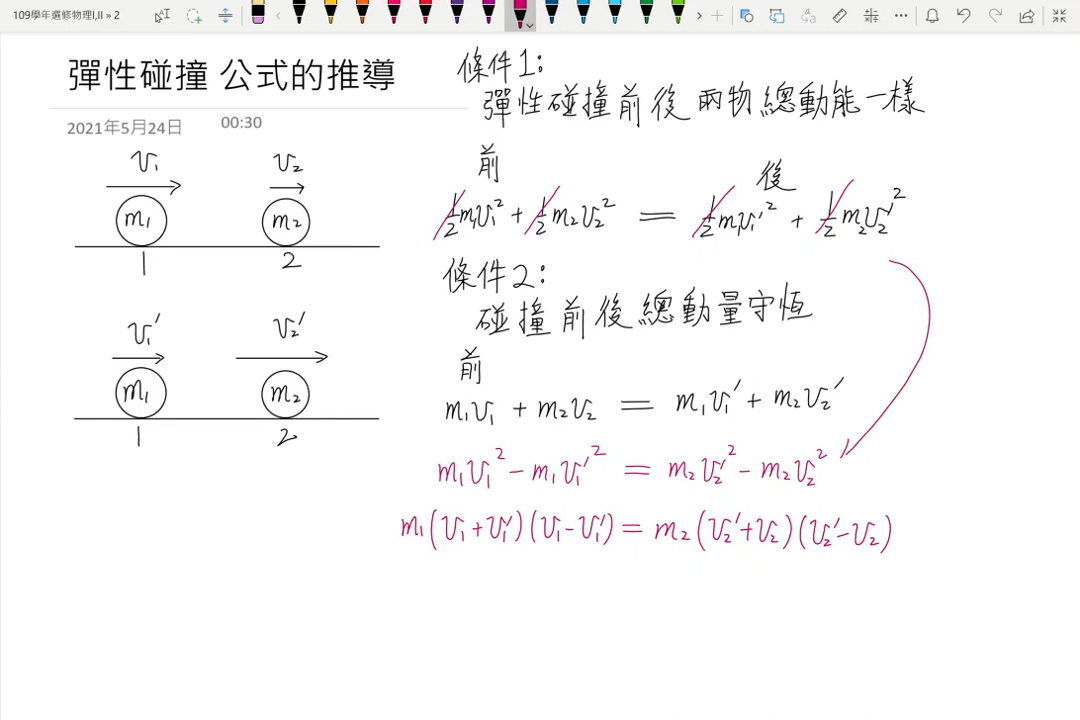 109學年選修物理I,II » 2
彈性碰撞 公式的推導
2021年5月24日 00:30
條件1:
彈性碰撞前後兩物總動能一樣
前 後
½m₁v₁² + ½m₂v₂² = ½m₁v₁'² + ½m₂v₂'²
v₁ v₂
m₁ m₂
1 2
條件2:
碰撞前後總動量守恆
前
m₁v₁ + m₂v₂ = m₁v₁' + m₂v₂'
v₁' v₂'
m₁ m₂
1 2
m₁v₁² - m₁v₁'² = m₂v₂'² - m₂v₂²
m₁(v₁+v₁')(v₁-v₁') = m₂(v₂'+v₂)(v₂'-v₂)